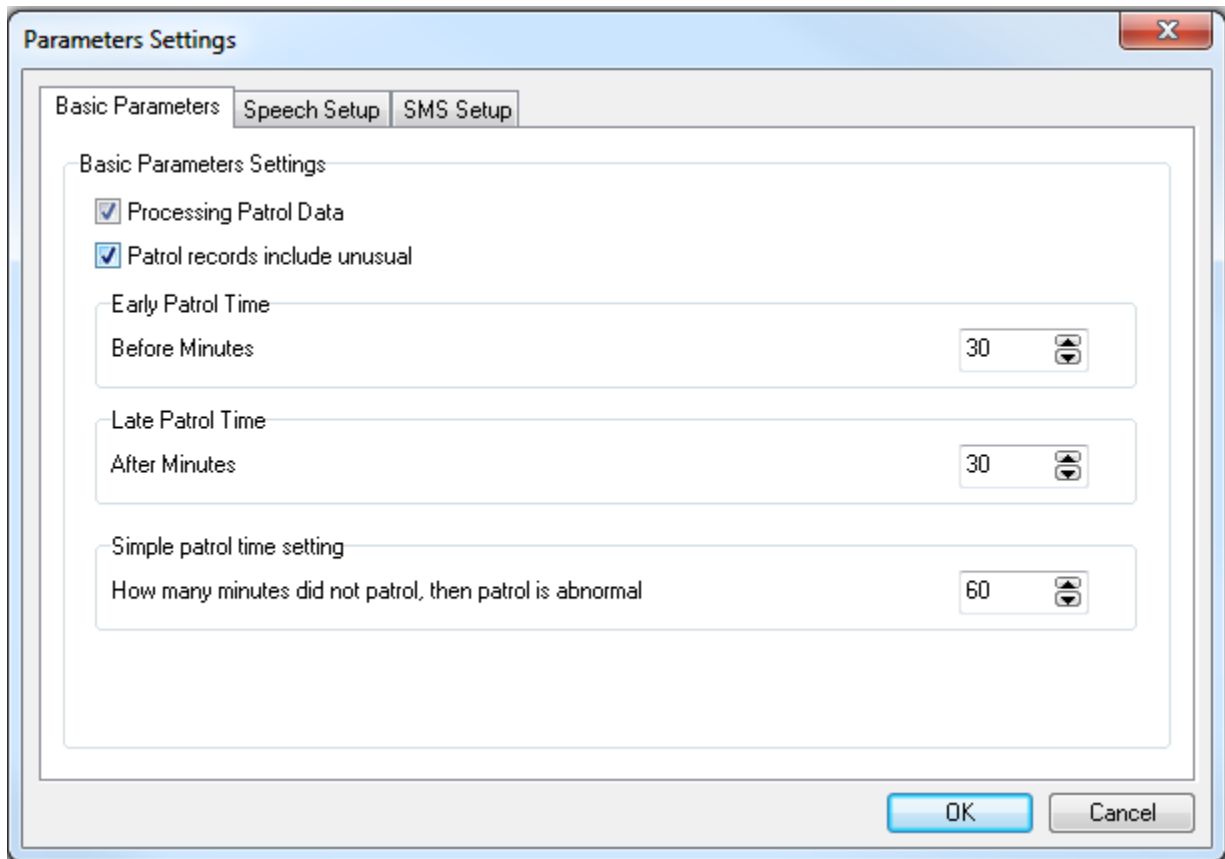 Parameters Settings
Basic Parameters Speech Setup SMS Setup
Basic Parameters Settings
Processing Patrol Data
Patrol records include unusual
Early Patrol Time
Before Minutes 30
Late Patrol Time
After Minutes 30
Simple patrol time setting
How many minutes did not patrol, then patrol is abnormal 60
OK Cancel